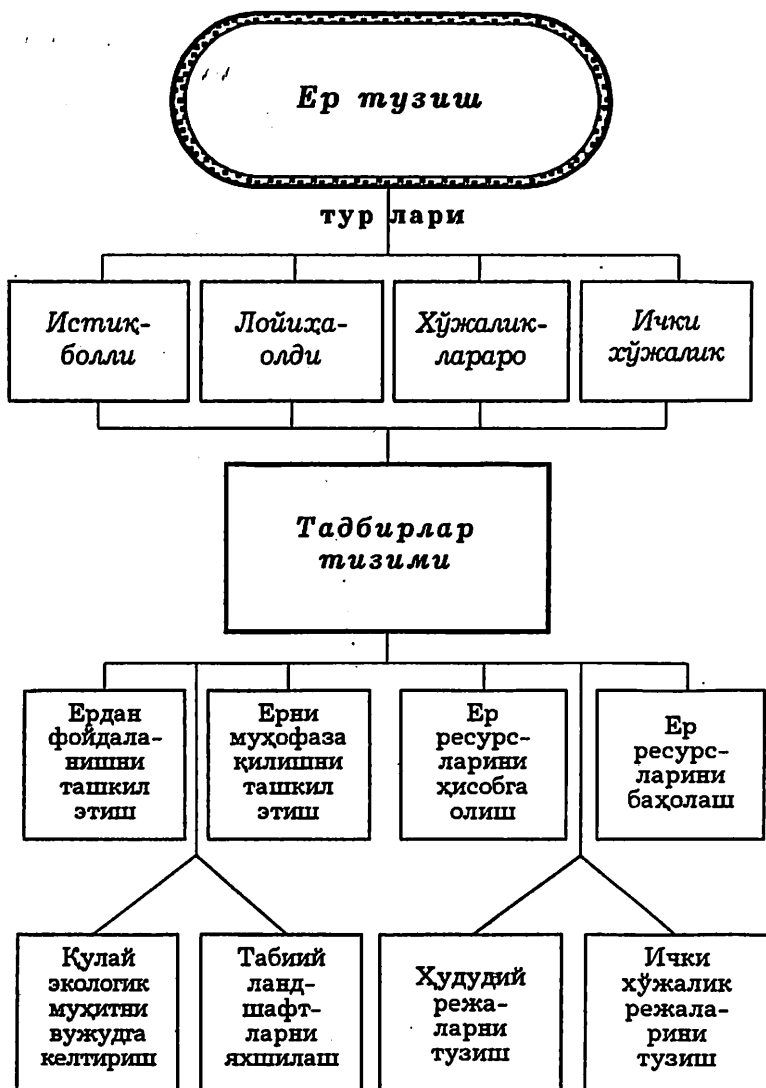 Ер тузиш
тур лари
Истиқ-
болли
Лойиҳа-
олди
Хўжалик-
лараро
Ички
хўжалик
Тадбирлар
тизими
Ердан
фойдала-
нишни
ташкил
этиш
Ерни
муҳофаза
қилишни
ташкил
этиш
Ер
ресурс-
ларини
ҳисобга
олиш
Ер
ресурс-
ларини
баҳолаш
Қулай
экологик
муҳитни
вужудга
келтириш
Табиий
ланд-
шафт-
ларни
яхшилаш
Ҳудудий
режа-
ларни
тузиш
Ички
хўжалик
режала-
рини
тузиш